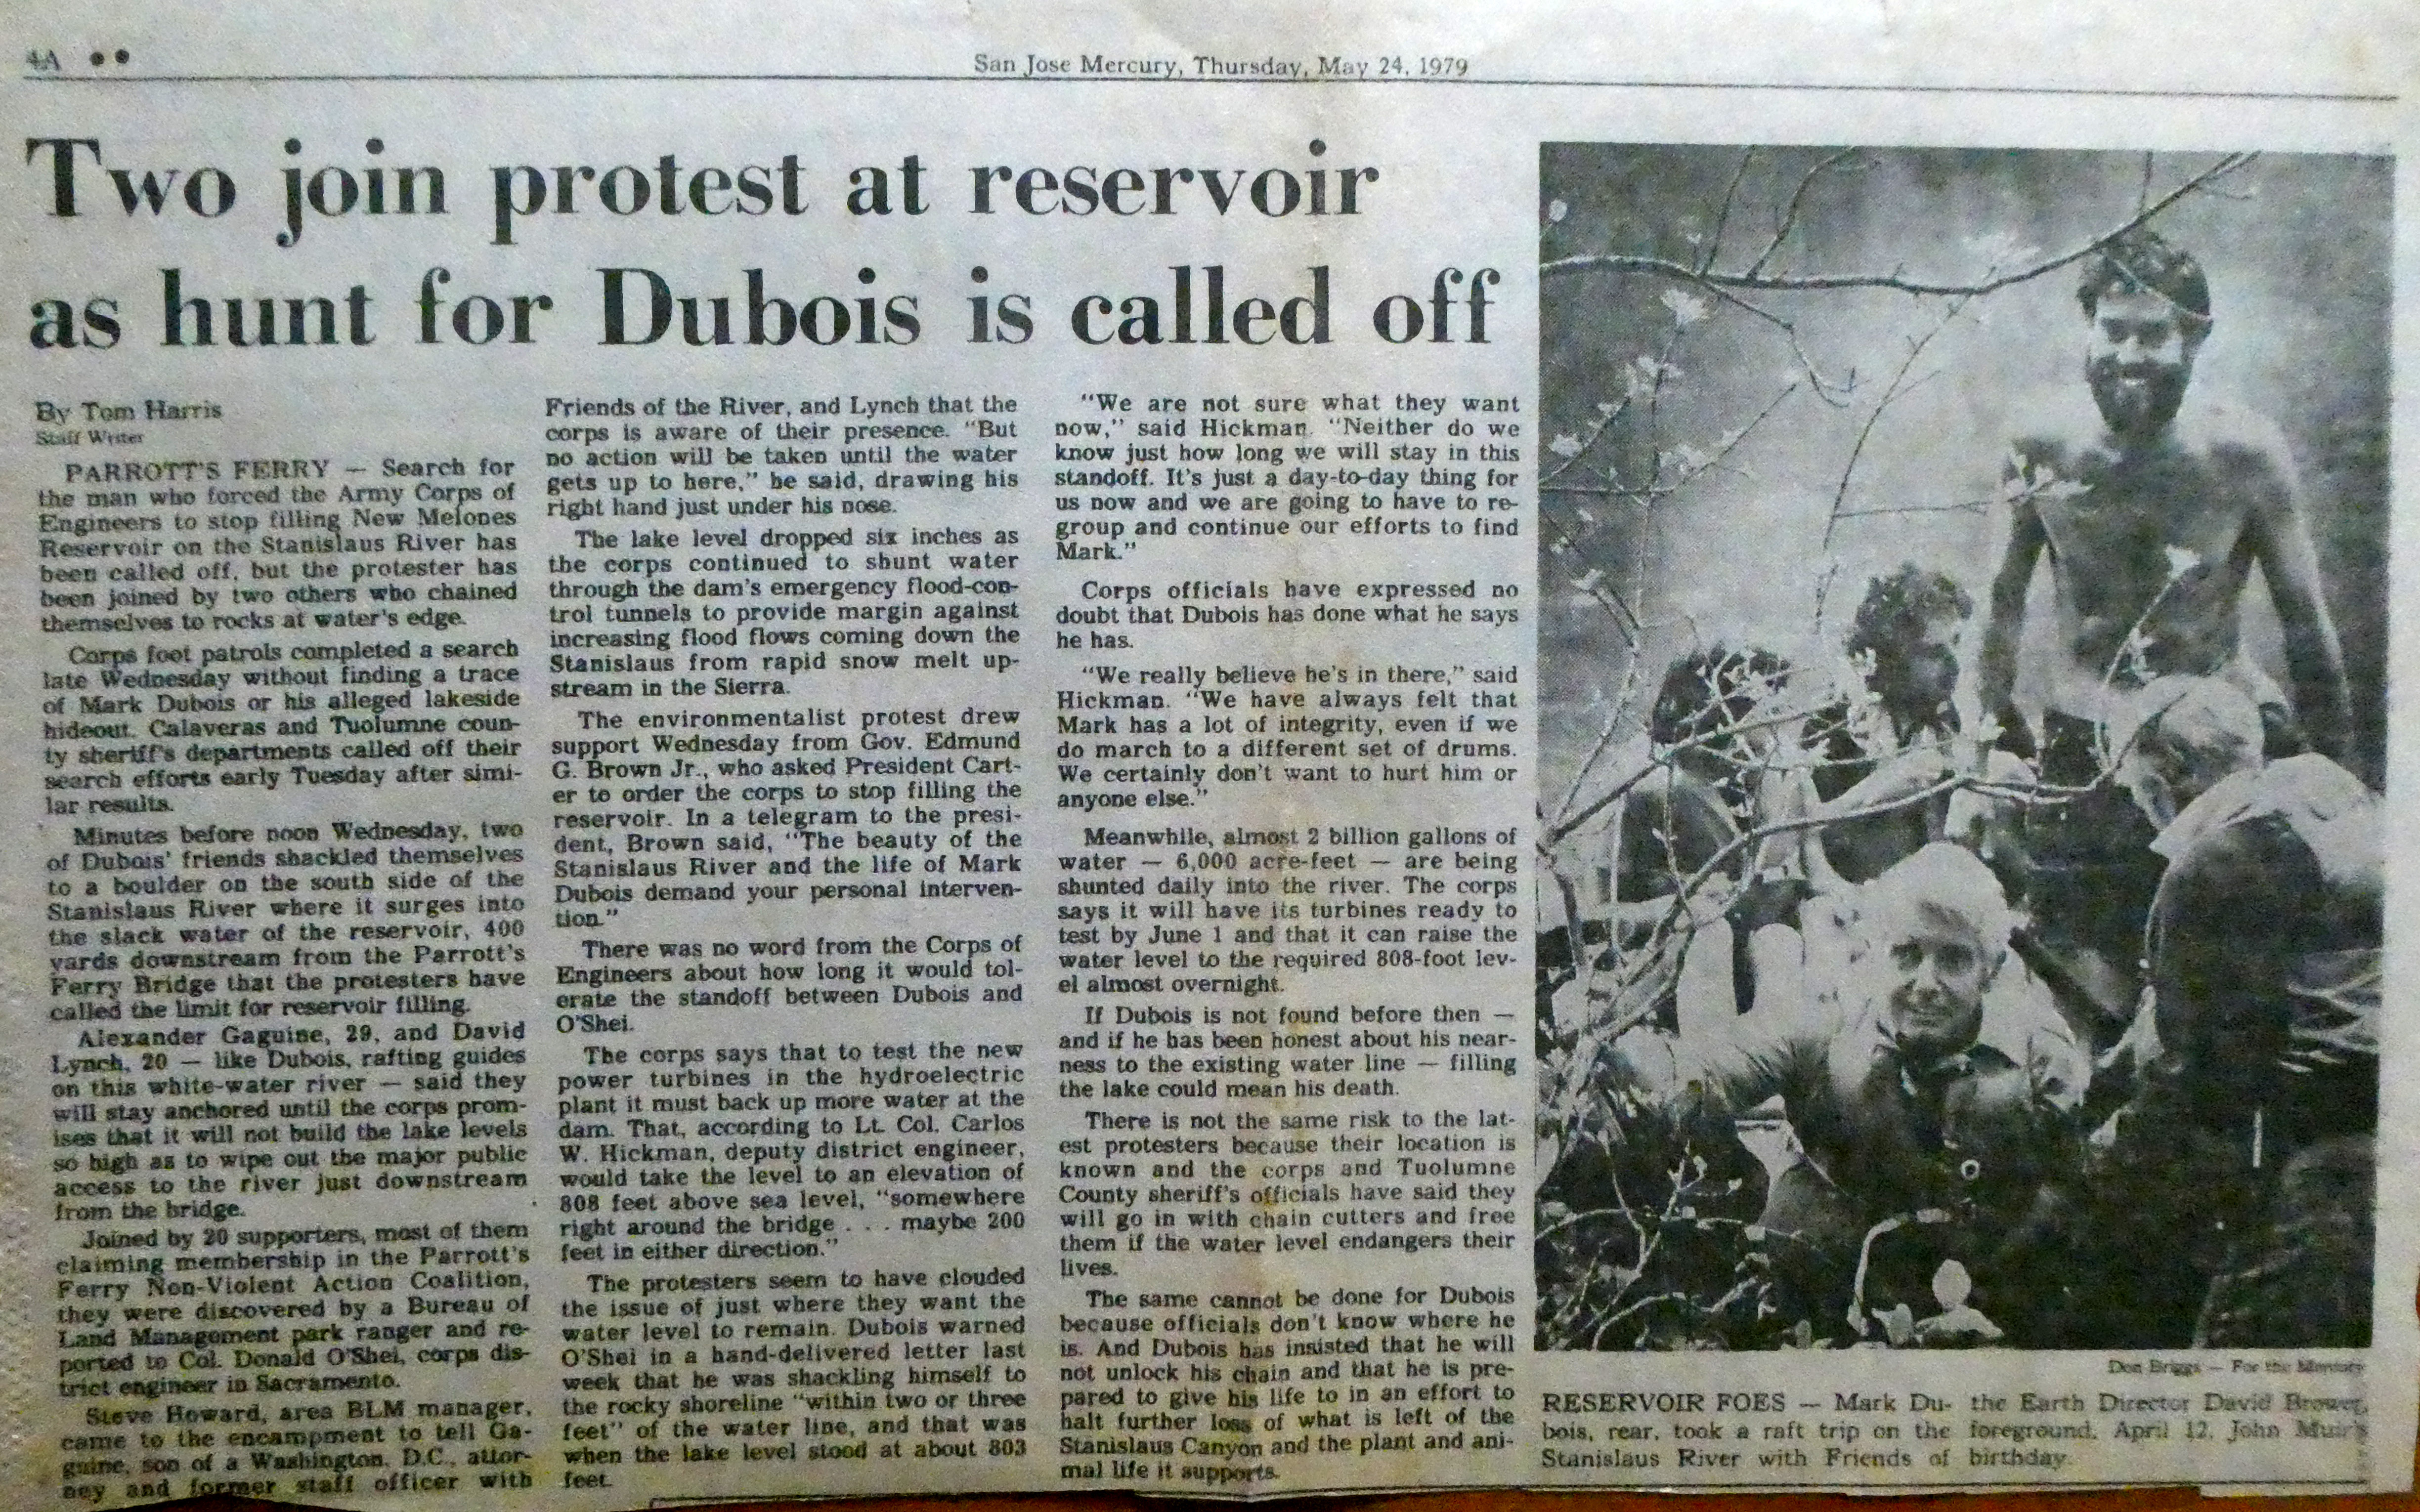 4A ••
San Jose Mercury, Thursday, May 24, 1979
Two join protest at reservoir
as hunt for Dubois is called off
By Tom Harris
Staff Writer
PARROTT'S FERRY — Search for
the man who forced the Army Corps of
Engineers to stop filling New Melones
Reservoir on the Stanislaus River has
been called off, but the protester has
been joined by two others who chained
themselves to rocks at water's edge.
Corps foot patrols completed a search
late Wednesday without finding a trace
of Mark Dubois or his alleged lakeside
hideout. Calaveras and Tuolumne coun-
ty sheriff's departments called off their
search efforts early Tuesday after simi-
lar results.
Minutes before noon Wednesday, two
of Dubois' friends shackled themselves
to a boulder on the south side of the
Stanislaus River where it surges into
the slack water of the reservoir, 400
yards downstream from the Parrott's
Ferry Bridge that the protesters have
called the limit for reservoir filling.
Alexander Gaguine, 29, and David
Lynch, 20 — like Dubois, rafting guides
on this white-water river — said they
will stay anchored until the corps prom-
ises that it will not build the lake levels
so high as to wipe out the major public
access to the river just downstream
from the bridge.
Joined by 20 supporters, most of them
claiming membership in the Parrott's
Ferry Non-Violent Action Coalition,
they were discovered by a Bureau of
Land Management park ranger and re-
ported to Col. Donald O'Shei, corps dis-
trict engineer in Sacramento.
Steve Howard, area BLM manager,
came to the encampment to tell Ga-
guine, son of a Washington, D.C., attor-
ney and former staff officer with
Friends of the River, and Lynch that the
corps is aware of their presence. "But
no action will be taken until the water
gets up to here," he said, drawing his
right hand just under his nose.
The lake level dropped six inches as
the corps continued to shunt water
through the dam's emergency flood-con-
trol tunnels to provide margin against
increasing flood flows coming down the
Stanislaus from rapid snow melt up-
stream in the Sierra.
The environmentalist protest drew
support Wednesday from Gov. Edmund
G. Brown Jr., who asked President Cart-
er to order the corps to stop filling the
reservoir. In a telegram to the presi-
dent, Brown said, "The beauty of the
Stanislaus River and the life of Mark
Dubois demand your personal interven-
tion."
There was no word from the Corps of
Engineers about how long it would tol-
erate the standoff between Dubois and
O'Shei.
The corps says that to test the new
power turbines in the hydroelectric
plant it must back up more water at the
dam. That, according to Lt. Col. Carlos
W. Hickman, deputy district engineer,
would take the level to an elevation of
808 feet above sea level, "somewhere
right around the bridge . . . maybe 200
feet in either direction."
The protesters seem to have clouded
the issue of just where they want the
water level to remain. Dubois warned
O'Shei in a hand-delivered letter last
week that he was shackling himself to
the rocky shoreline "within two or three
feet" of the water line, and that was
when the lake level stood at about 803
feet.
"We are not sure what they want
now," said Hickman. "Neither do we
know just how long we will stay in this
standoff. It's just a day-to-day thing for
us now and we are going to have to re-
group and continue our efforts to find
Mark."
Corps officials have expressed no
doubt that Dubois has done what he says
he has.
"We really believe he's in there," said
Hickman. "We have always felt that
Mark has a lot of integrity, even if we
do march to a different set of drums.
We certainly don't want to hurt him or
anyone else."
Meanwhile, almost 2 billion gallons of
water — 6,000 acre-feet — are being
shunted daily into the river. The corps
says it will have its turbines ready to
test by June 1 and that it can raise the
water level to the required 808-foot lev-
el almost overnight.
If Dubois is not found before then —
and if he has been honest about his near-
ness to the existing water line — filling
the lake could mean his death.
There is not the same risk to the lat-
est protesters because their location is
known and the corps and Tuolumne
County sheriff's officials have said they
will go in with chain cutters and free
them if the water level endangers their
lives.
The same cannot be done for Dubois
because officials don't know where he
is. And Dubois has insisted that he will
not unlock his chain and that he is pre-
pared to give his life to in an effort to
halt further loss of what is left of the
Stanislaus Canyon and the plant and ani-
mal life it supports.
Don Briggs — For the Mercury
RESERVOIR FOES — Mark Du-
bois, rear, took a raft trip on the
Stanislaus River with Friends of
the Earth Director David Brower,
foreground, April 12, John Muir's
birthday.